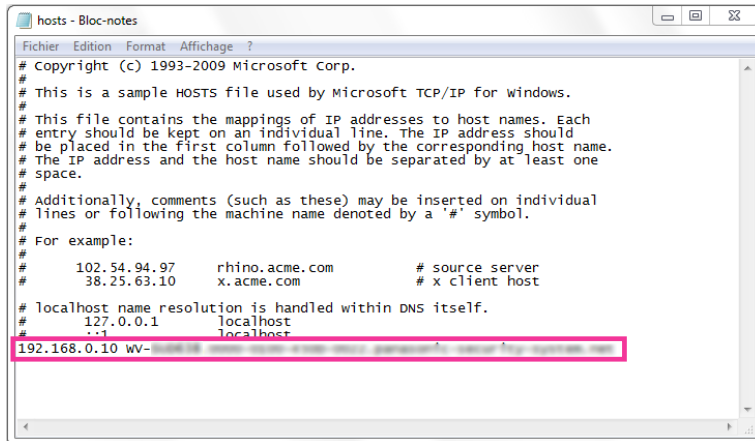 hosts - Bloc-notes
Fichier Edition Format Affichage ?
# Copyright (c) 1993-2009 Microsoft Corp.
#
# This is a sample HOSTS file used by Microsoft TCP/IP for Windows.
#
# This file contains the mappings of IP addresses to host names. Each
# entry should be kept on an individual line. The IP address should
# be placed in the first column followed by the corresponding host name.
# The IP address and the host name should be separated by at least one
# space.
#
# Additionally, comments (such as these) may be inserted on individual
# lines or following the machine name denoted by a '#' symbol.
#
# For example:
#
#      102.54.94.97     rhino.acme.com          # source server
#       38.25.63.10     x.acme.com              # x client host

# localhost name resolution is handled within DNS itself.
#       127.0.0.1       localhost
#       ::1             localhost
192.168.0.10 WV-